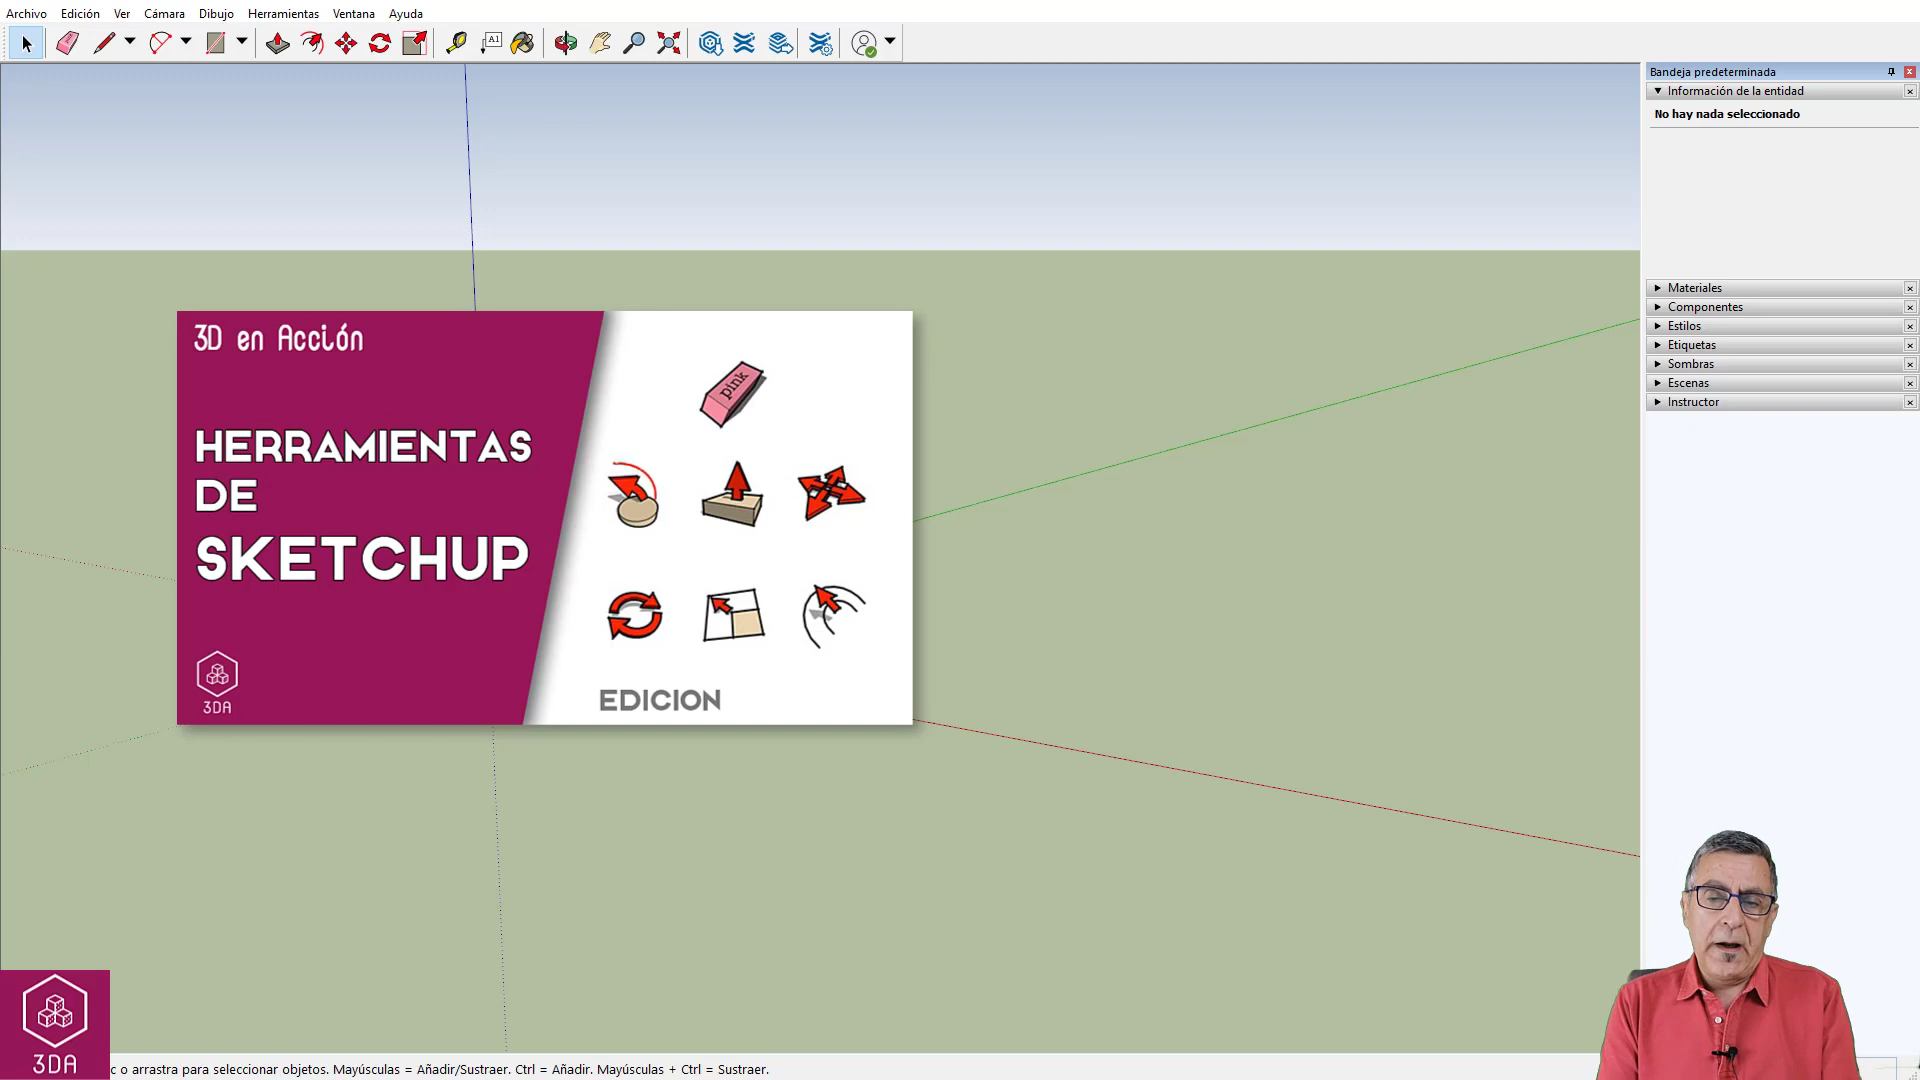 Archivo Edición Ver Cámara Dibujo Herramientas Ventana Ayuda
A1
Bandeja predeterminada
Información de la entidad
No hay nada seleccionado
Materiales
Componentes
Estilos
Etiquetas
Sombras
Escenas
Instructor
3D en Acción
HERRAMIENTAS
DE
SKETCHUP
pink
EDICION
3DA
3DA
c o arrastra para seleccionar objetos. Mayúsculas = Añadir/Sustraer. Ctrl = Añadir. Mayúsculas + Ctrl = Sustraer.